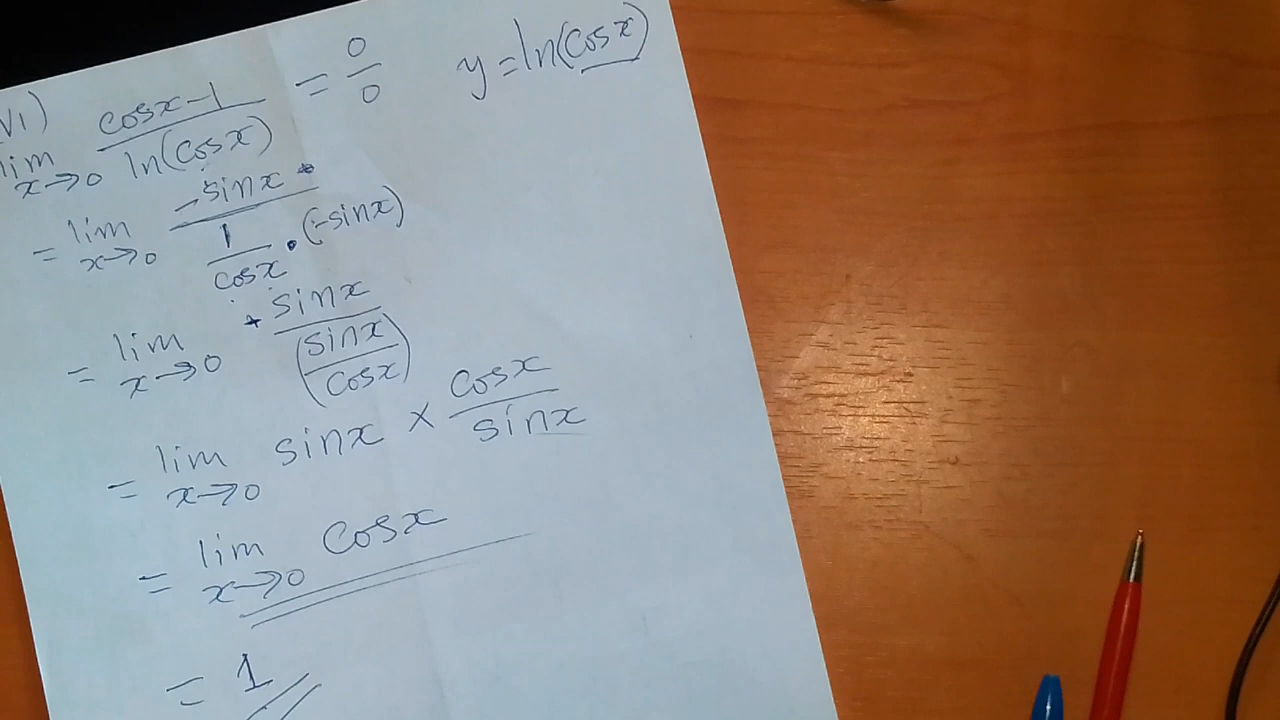 VI)
lim x→0 (cosx-1)/(ln(cosx)) = 0/0 y = ln(cosx)
= lim x→0 (-sinx)/(1/cosx · (-sinx))
= lim x→0 + sinx/(sinx/cosx)
= lim x→0 sinx × cosx/sinx
= lim x→0 cosx
= 1